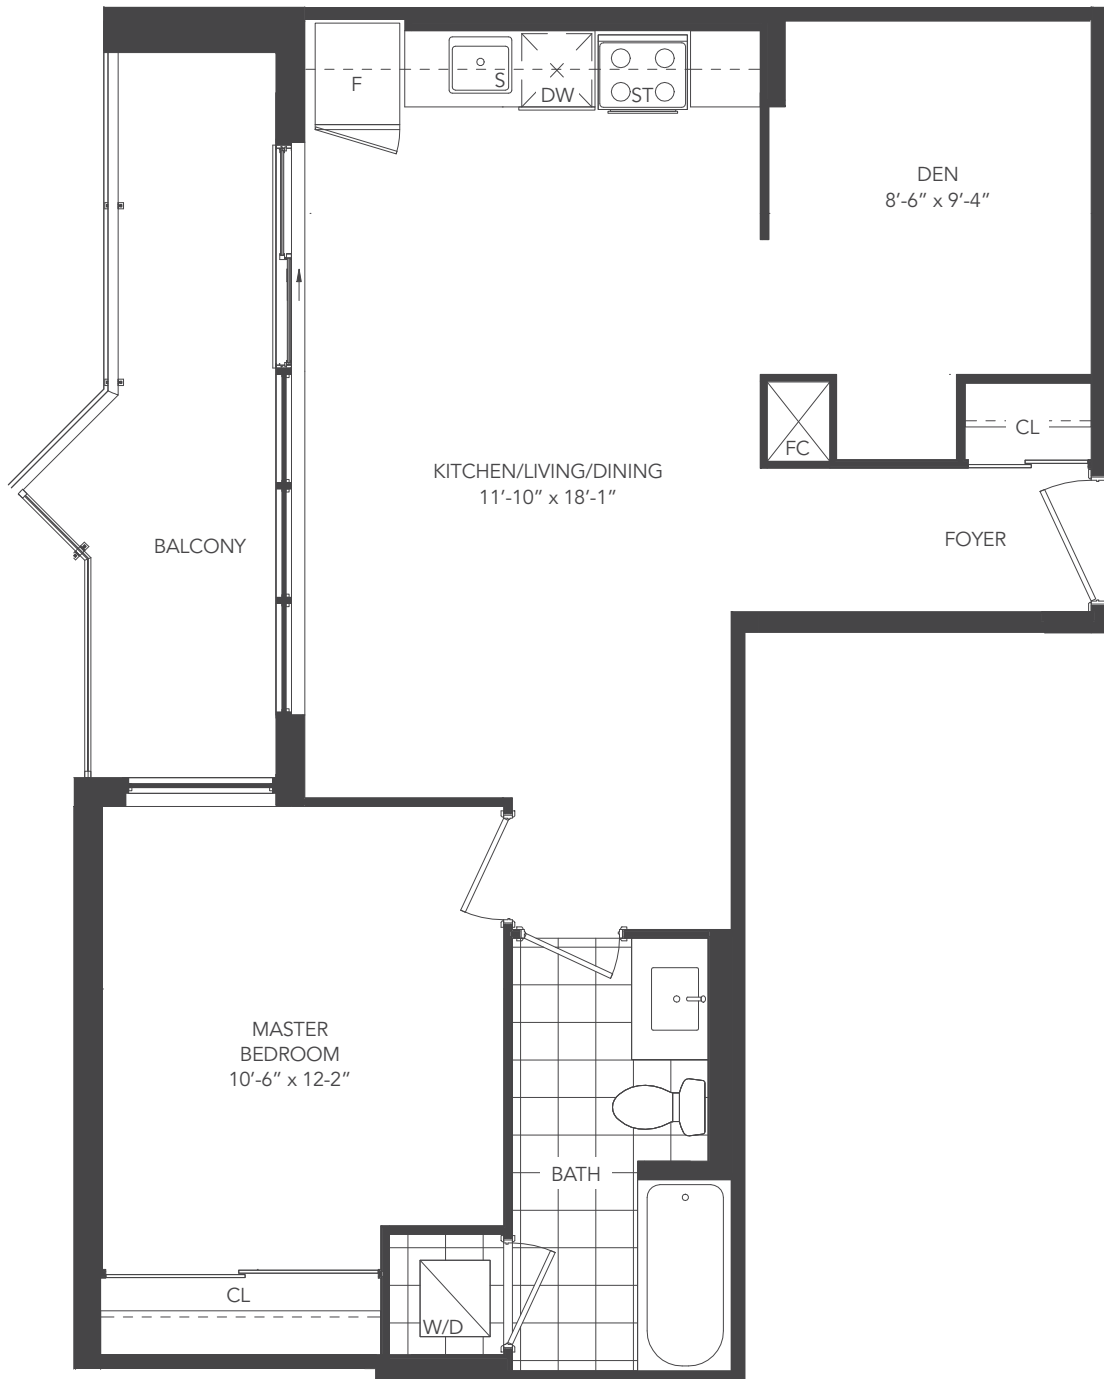 F
S
DW
ST
DEN
8’-6” x 9’-4”
CL
FC
KITCHEN/LIVING/DINING
11’-10” x 18’-1”
BALCONY
FOYER
MASTER
BEDROOM
10’-6” x 12-2”
BATH
CL
W/D